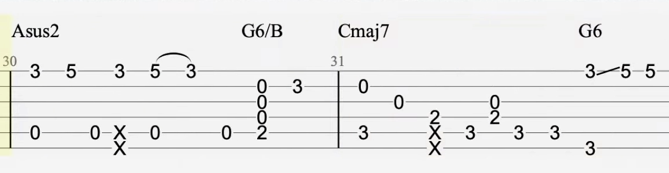 Asus2 G6/B Cmaj7 G6
30 31
3 5 3 5 3 3 5 5
0 3 0
0 0 0
0 2 2
0 0 X 0 0 2 3 X 3 3 3
X X 3